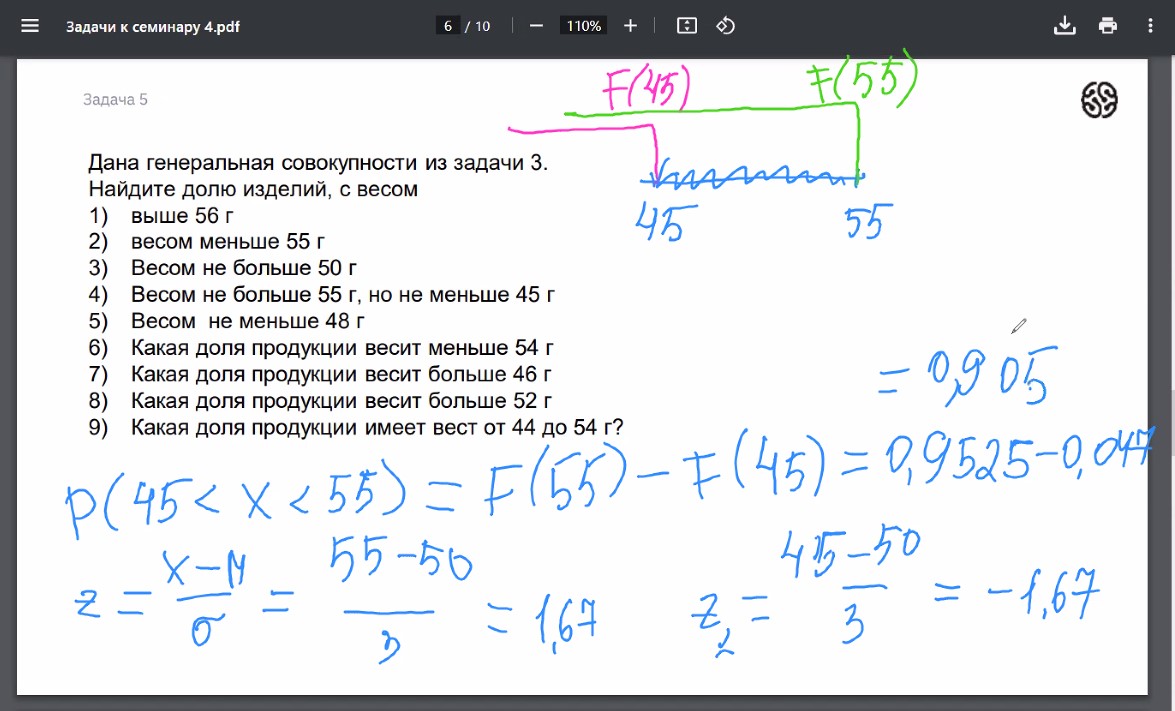 Задачи к семинару 4.pdf
6 / 10
110%
F(45)
F(55)
Задача 5
45
55
Дана генеральная совокупности из задачи 3.
Найдите долю изделий, с весом
1) выше 56 г
2) весом меньше 55 г
3) Весом не больше 50 г
4) Весом не больше 55 г, но не меньше 45 г
5) Весом не меньше 48 г
6) Какая доля продукции весит меньше 54 г
7) Какая доля продукции весит больше 46 г
8) Какая доля продукции весит больше 52 г
9) Какая доля продукции имеет вест от 44 до 54 г?
= 0,905
P(45 < X < 55) = F(55) - F(45) = 0,9525 - 0,047
z = (X - M)/σ = (55 - 50)/3 = 1,67
z₂ = (45 - 50)/3 = -1,67